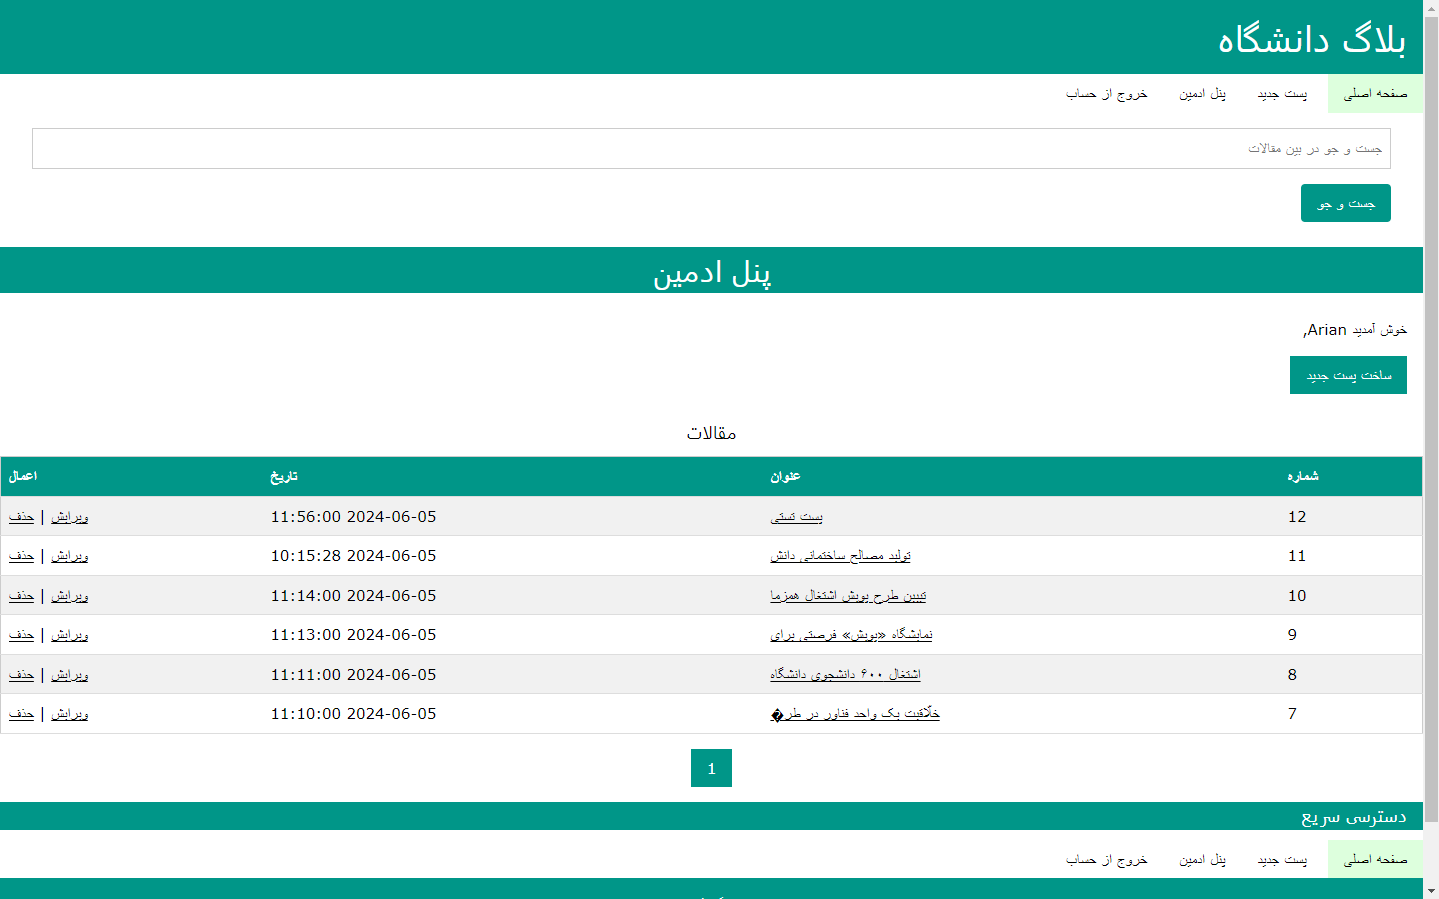 بلاگ دانشگاه
صفحه اصلی پست جدید پنل ادمین خروج از حساب
جست و جو در بین مقالات
جست و جو
پنل ادمین
خوش آمدید Arian,
ساخت پست جدید
مقالات
شماره عنوان تاریخ اعمال
12 پست تستی 2024-06-05 11:56:00 ویرایش | حذف
11 تولید مصالح ساختمانی دانش 2024-06-05 10:15:28 ویرایش | حذف
10 تبیین طرح پویش اشتغال همزما 2024-06-05 11:14:00 ویرایش | حذف
9 نمایشگاه «پویش» فرصتی برای 2024-06-05 11:13:00 ویرایش | حذف
8 اشتغال ۶۰۰ دانشجوی دانشگاه 2024-06-05 11:11:00 ویرایش | حذف
7 خلّاقیت یک واحد فناور در طر� 2024-06-05 11:10:00 ویرایش | حذف
1
دسترسی سریع
صفحه اصلی پست جدید پنل ادمین خروج از حساب